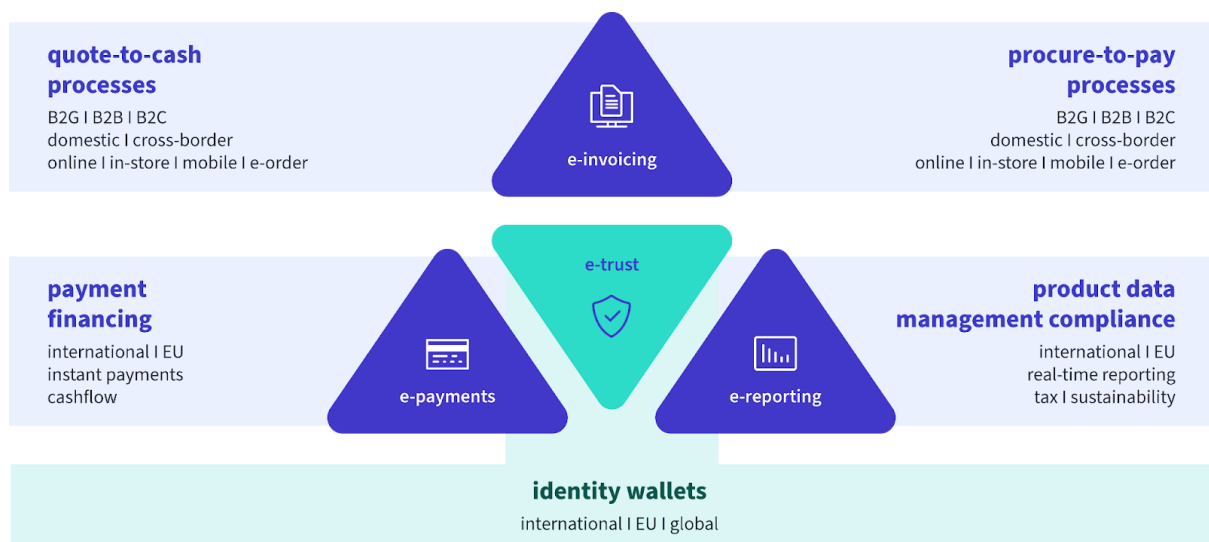 quote-to-cash
processes
B2G I B2B I B2C
domestic I cross-border
online I in-store I mobile I e-order
e-invoicing
procure-to-pay
processes
B2G I B2B I B2C
domestic I cross-border
online I in-store I mobile I e-order
payment
financing
international I EU
instant payments
cashflow
e-payments
e-trust
e-reporting
product data
management compliance
international I EU
real-time reporting
tax I sustainability
identity wallets
international I EU I global